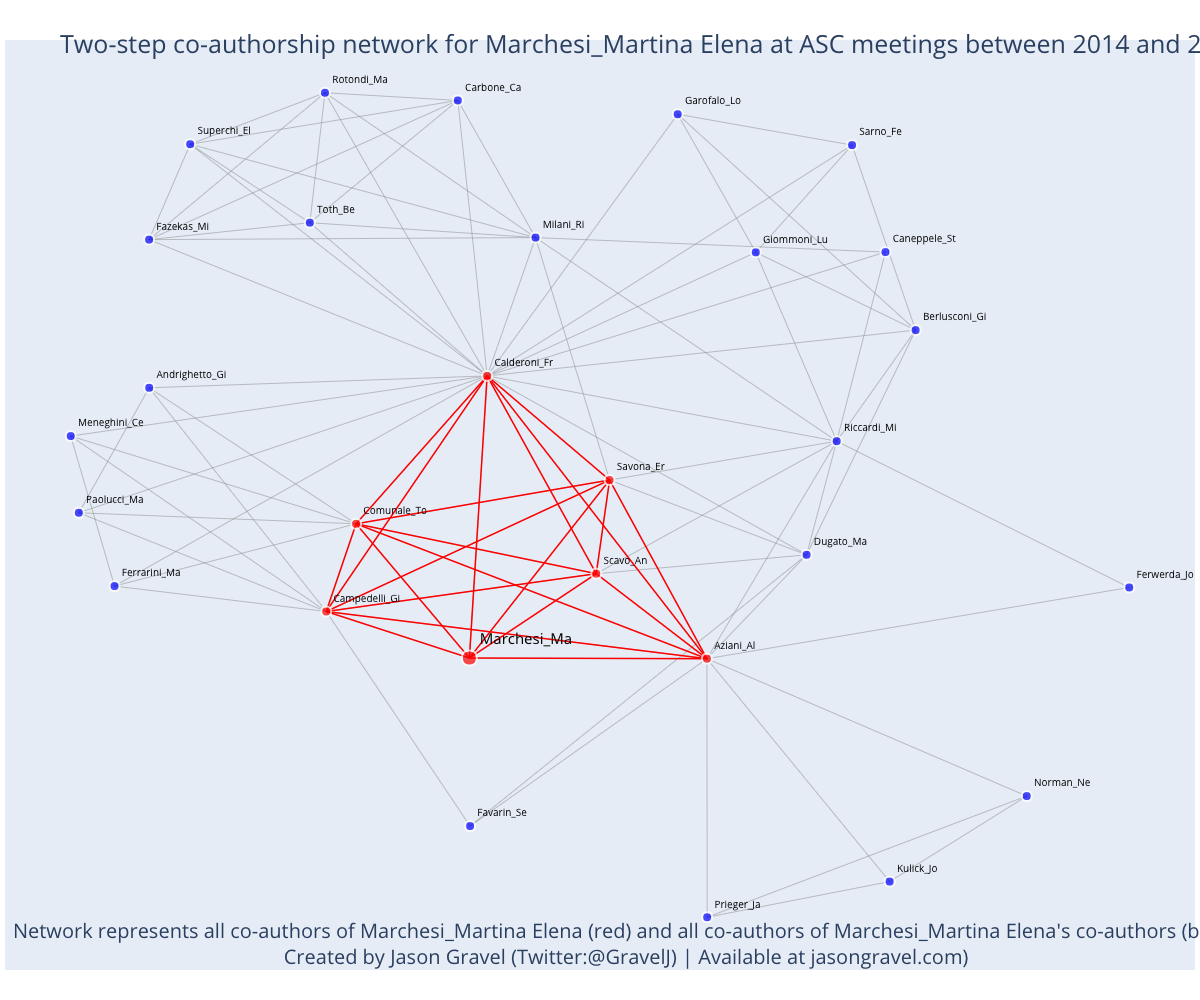 Two-step co-authorship network for Marchesi_Martina Elena at ASC meetings between 2014 and 2
Rotondi_Ma
Carbone_Ca
Garofalo_Lo
Superchi_El
Sarno_Fe
Toth_Be
Fazekas_Mi
Milani_Ri
Giommoni_Lu
Caneppele_St
Berlusconi_Gi
Calderoni_Fr
Andrighetto_Gi
Meneghini_Ce
Riccardi_Mi
Savona_Er
Paolucci_Ma
Comunale_To
Dugato_Ma
Scavo_An
Ferrarini_Ma
Ferwerda_Jo
Campedelli_Gi
Marchesi_Ma
Aziani_Al
Norman_Ne
Favarin_Se
Kulick_Jo
Prieger_Ja
Network represents all co-authors of Marchesi_Martina Elena (red) and all co-authors of Marchesi_Martina Elena's co-authors (b
Created by Jason Gravel (Twitter:@GravelJ) | Available at jasongravel.com)